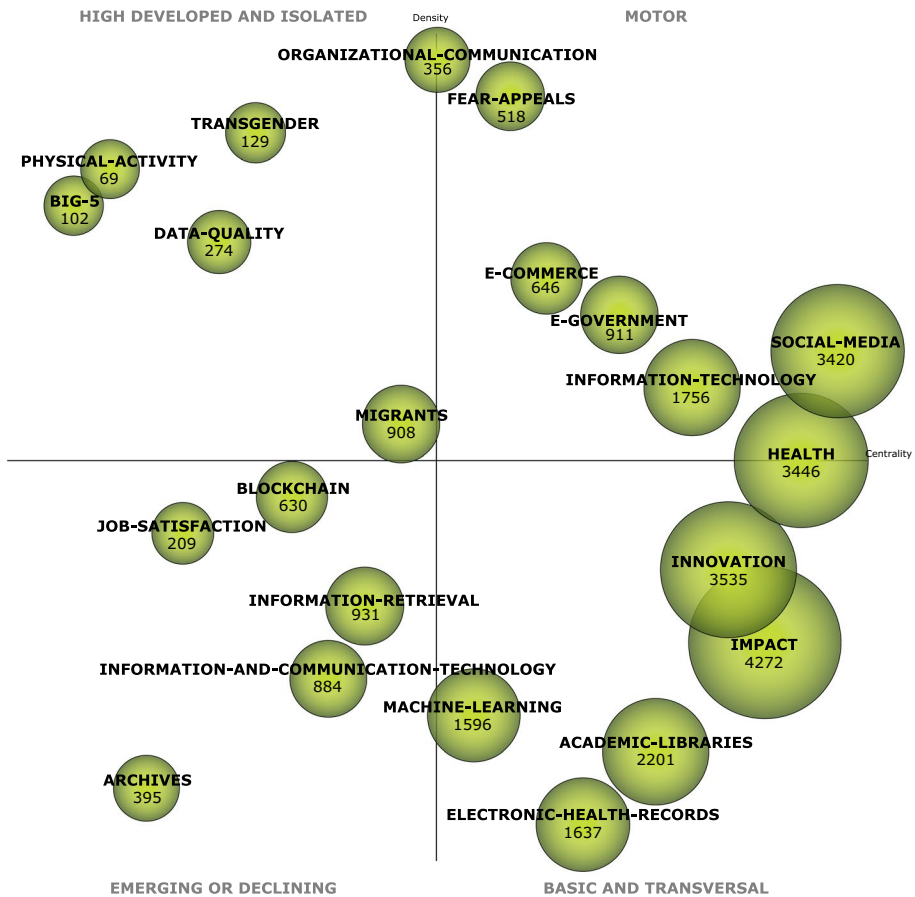 HIGH DEVELOPED AND ISOLATED
Density
MOTOR
ORGANIZATIONAL-COMMUNICATION
356
FEAR-APPEALS
518
TRANSGENDER
129
PHYSICAL-ACTIVITY
69
BIG-5
102
DATA-QUALITY
274
E-COMMERCE
646
E-GOVERNMENT
911
SOCIAL-MEDIA
3420
INFORMATION-TECHNOLOGY
1756
MIGRANTS
908
HEALTH
3446
Centrality
BLOCKCHAIN
630
JOB-SATISFACTION
209
INNOVATION
3535
INFORMATION-RETRIEVAL
931
IMPACT
4272
INFORMATION-AND-COMMUNICATION-TECHNOLOGY
884
MACHINE-LEARNING
1596
ACADEMIC-LIBRARIES
2201
ARCHIVES
395
ELECTRONIC-HEALTH-RECORDS
1637
EMERGING OR DECLINING
BASIC AND TRANSVERSAL